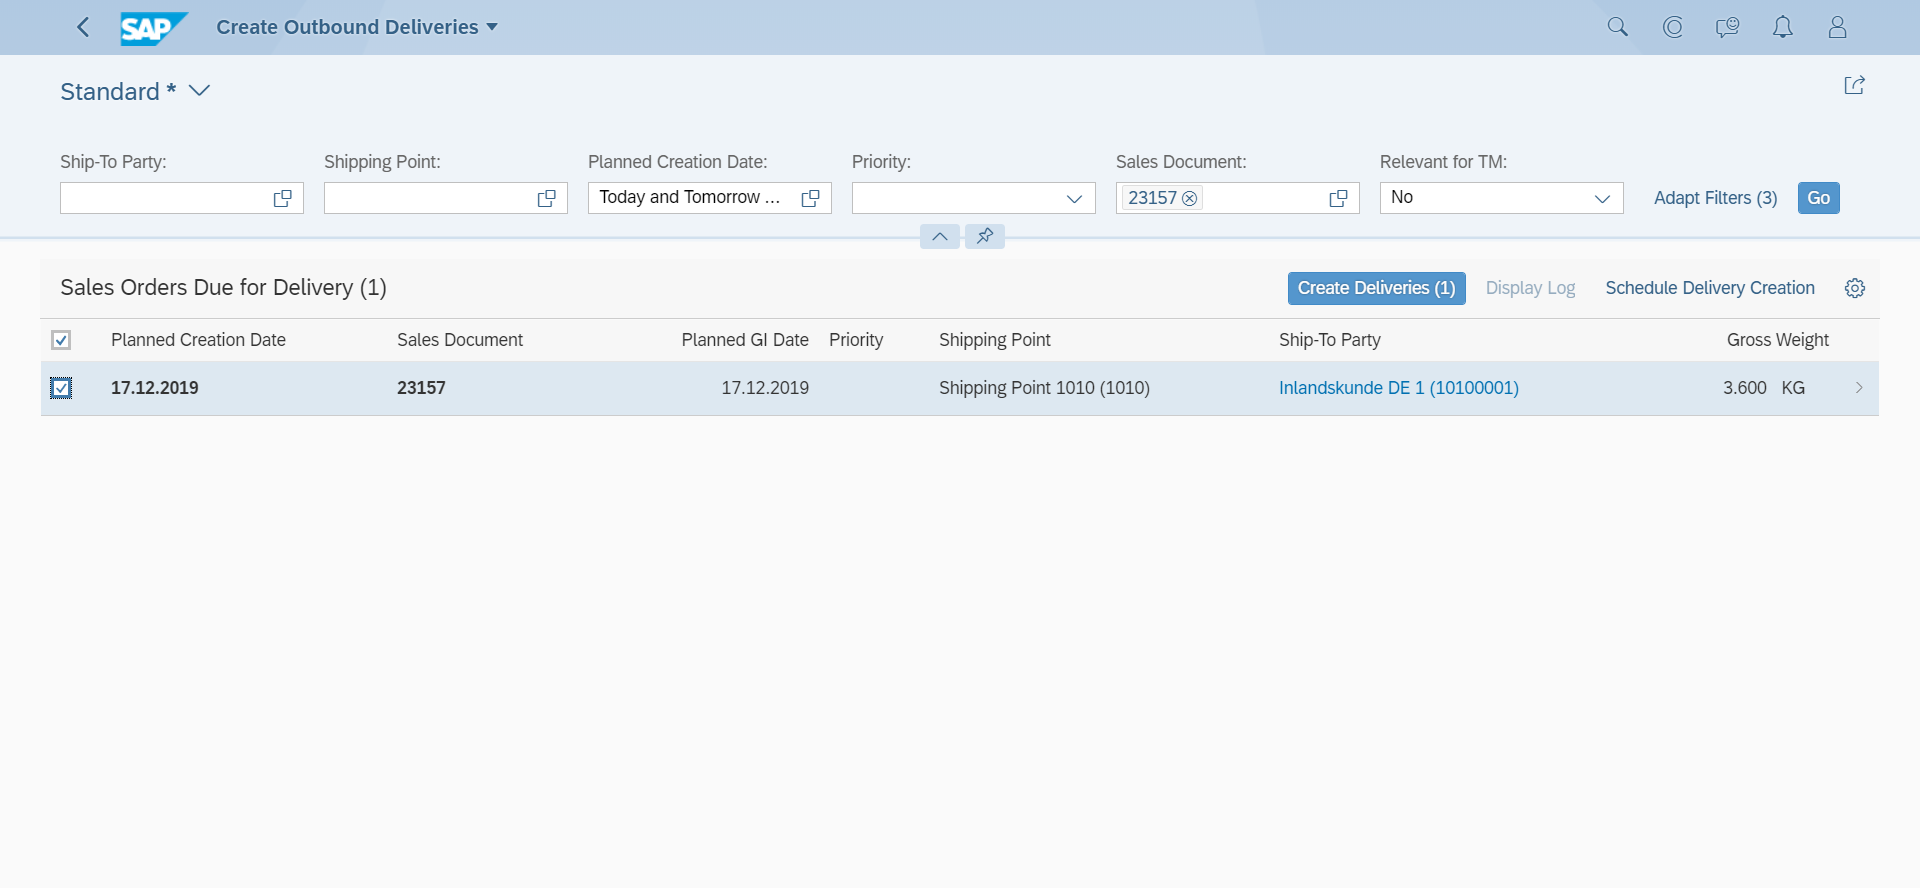 SAP Create Outbound Deliveries
Standard *
Ship-To Party: Shipping Point: Planned Creation Date: Priority: Sales Document: Relevant for TM:
Today and Tomorrow ... 23157 No Adapt Filters (3) Go
Sales Orders Due for Delivery (1) Create Deliveries (1) Display Log Schedule Delivery Creation
Planned Creation Date Sales Document Planned GI Date Priority Shipping Point Ship-To Party Gross Weight
17.12.2019 23157 17.12.2019 Shipping Point 1010 (1010) Inlandskunde DE 1 (10100001) 3.600 KG